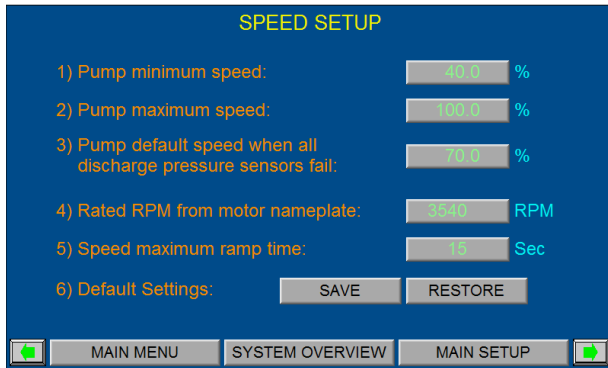 SPEED SETUP
1) Pump minimum speed: 40.0 %
2) Pump maximum speed: 100.0 %
3) Pump default speed when all
discharge pressure sensors fail: 70.0 %
4) Rated RPM from motor nameplate: 3540 RPM
5) Speed maximum ramp time: 15 Sec
6) Default Settings: SAVE RESTORE
MAIN MENU SYSTEM OVERVIEW MAIN SETUP